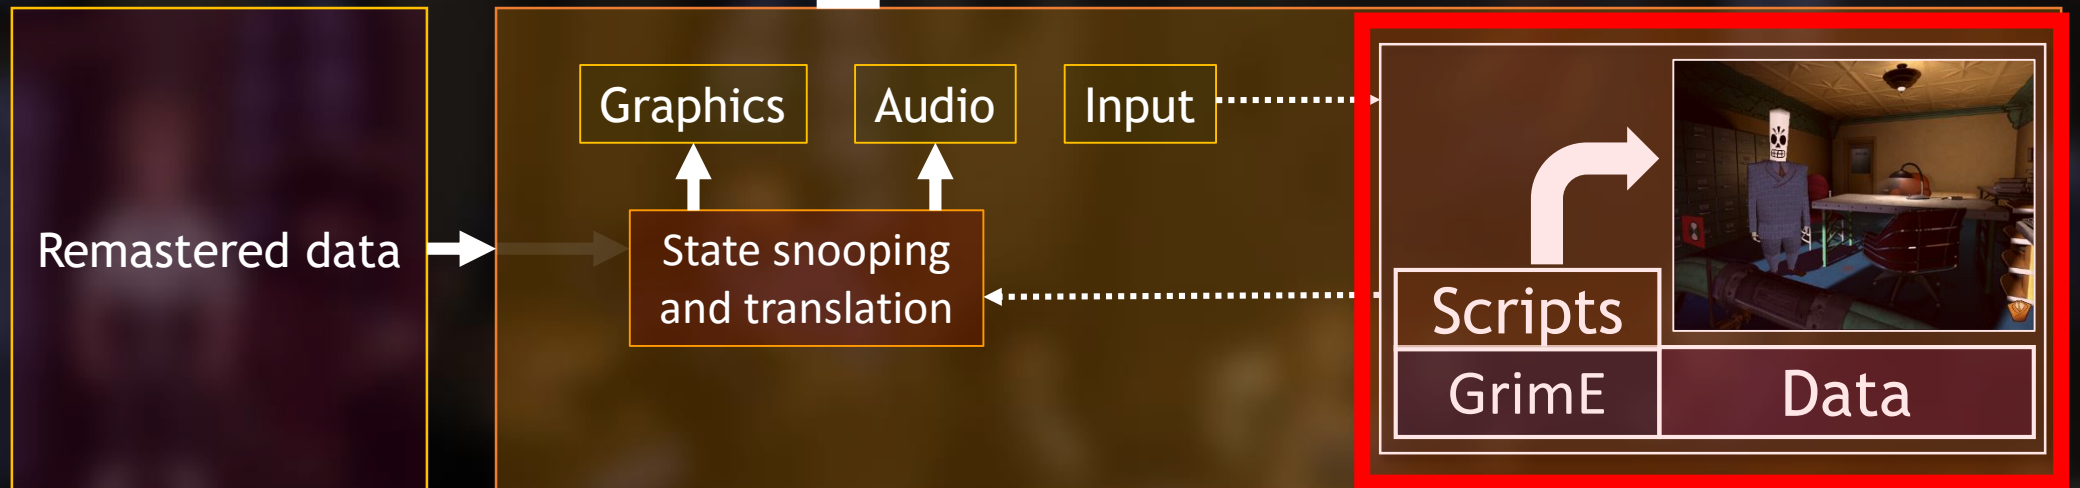 Graphics
Audio
Input
Remastered data
State snooping
and translation
Scripts
GrimE
Data